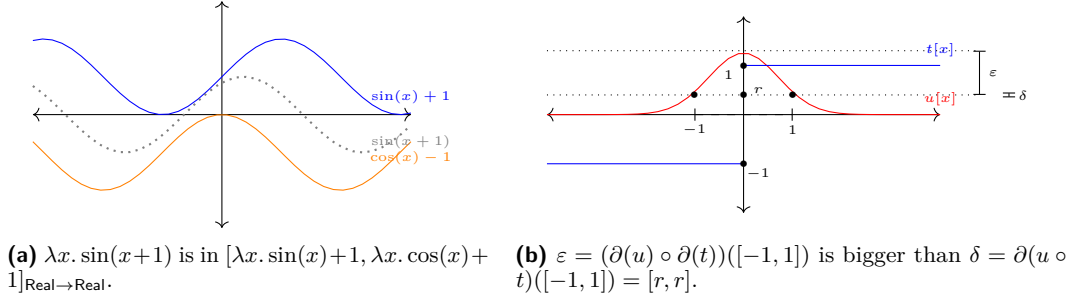 sin(x) + 1
sin(x + 1)
cos(x) − 1
t[x]
ε
1
r
u[x]
= δ
−1
1
−1
(a) λx. sin(x+1) is in [λx. sin(x)+1, λx. cos(x)+
1]Real→Real.
(b) ε = (∂(u) ∘ ∂(t))([-1, 1]) is bigger than δ = ∂(u ∘
t)([-1, 1]) = [r, r].